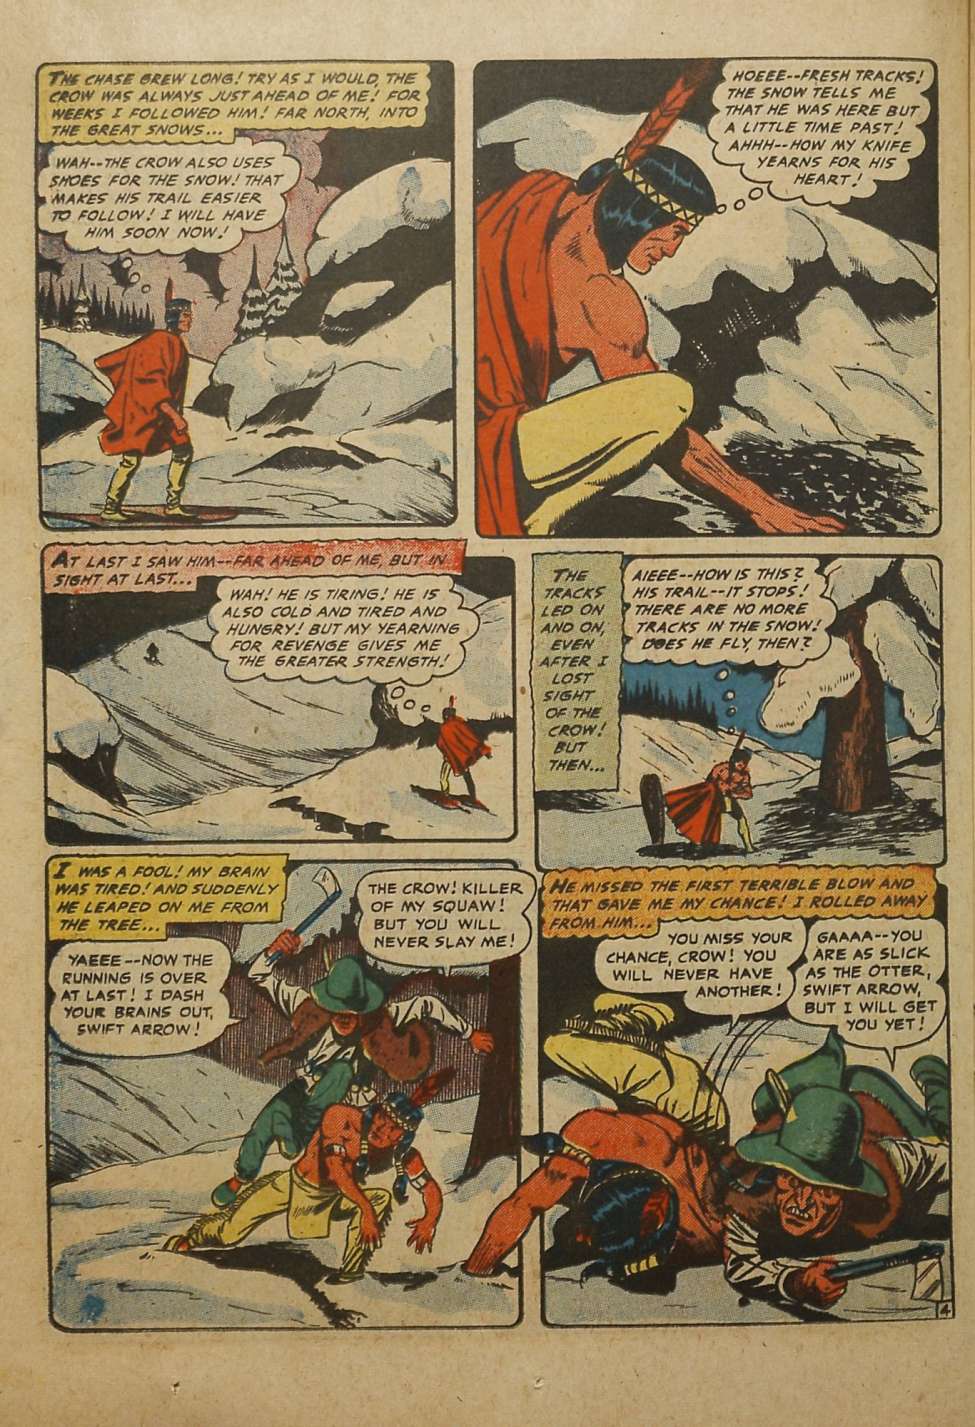 THE CHASE GREW LONG! TRY AS I WOULD, THE
CROW WAS ALWAYS JUST AHEAD OF ME! FOR
WEEKS I FOLLOWED HIM! FAR NORTH, INTO
THE GREAT SNOWS...
WAH--THE CROW ALSO USES
SHOES FOR THE SNOW! THAT
MAKES HIS TRAIL EASIER
TO FOLLOW! I WILL HAVE
HIM SOON NOW!
HOEEE--FRESH TRACKS!
THE SNOW TELLS ME
THAT HE WAS HERE BUT
A LITTLE TIME PAST!
AHHH--HOW MY KNIFE
YEARNS FOR HIS
HEART!
AT LAST I SAW HIM--FAR AHEAD OF ME, BUT IN
SIGHT AT LAST...
WAH! HE IS TIRING! HE IS
ALSO COLD AND TIRED AND
HUNGRY! BUT MY YEARNING
FOR REVENGE GIVES ME
THE GREATER STRENGTH!
THE
TRACKS
LED ON
AND ON,
EVEN
AFTER I
LOST
SIGHT
OF THE
CROW!
BUT
THEN...
AIEEE--HOW IS THIS?
HIS TRAIL--IT STOPS!
THERE ARE NO MORE
TRACKS IN THE SNOW!
DOES HE FLY, THEN?
I WAS A FOOL! MY BRAIN
WAS TIRED! AND SUDDENLY
HE LEAPED ON ME FROM
THE TREE...
YAEEE--NOW THE
RUNNING IS OVER
AT LAST! I DASH
YOUR BRAINS OUT,
SWIFT ARROW!
THE CROW! KILLER
OF MY SQUAW!
BUT YOU WILL
NEVER SLAY ME!
HE MISSED THE FIRST TERRIBLE BLOW AND
THAT GAVE ME MY CHANCE! I ROLLED AWAY
FROM HIM...
YOU MISS YOUR
CHANCE, CROW! YOU
WILL NEVER HAVE
ANOTHER!
GAAAA--YOU
ARE AS SLICK
AS THE OTTER,
SWIFT ARROW,
BUT I WILL GET
YOU YET!
4